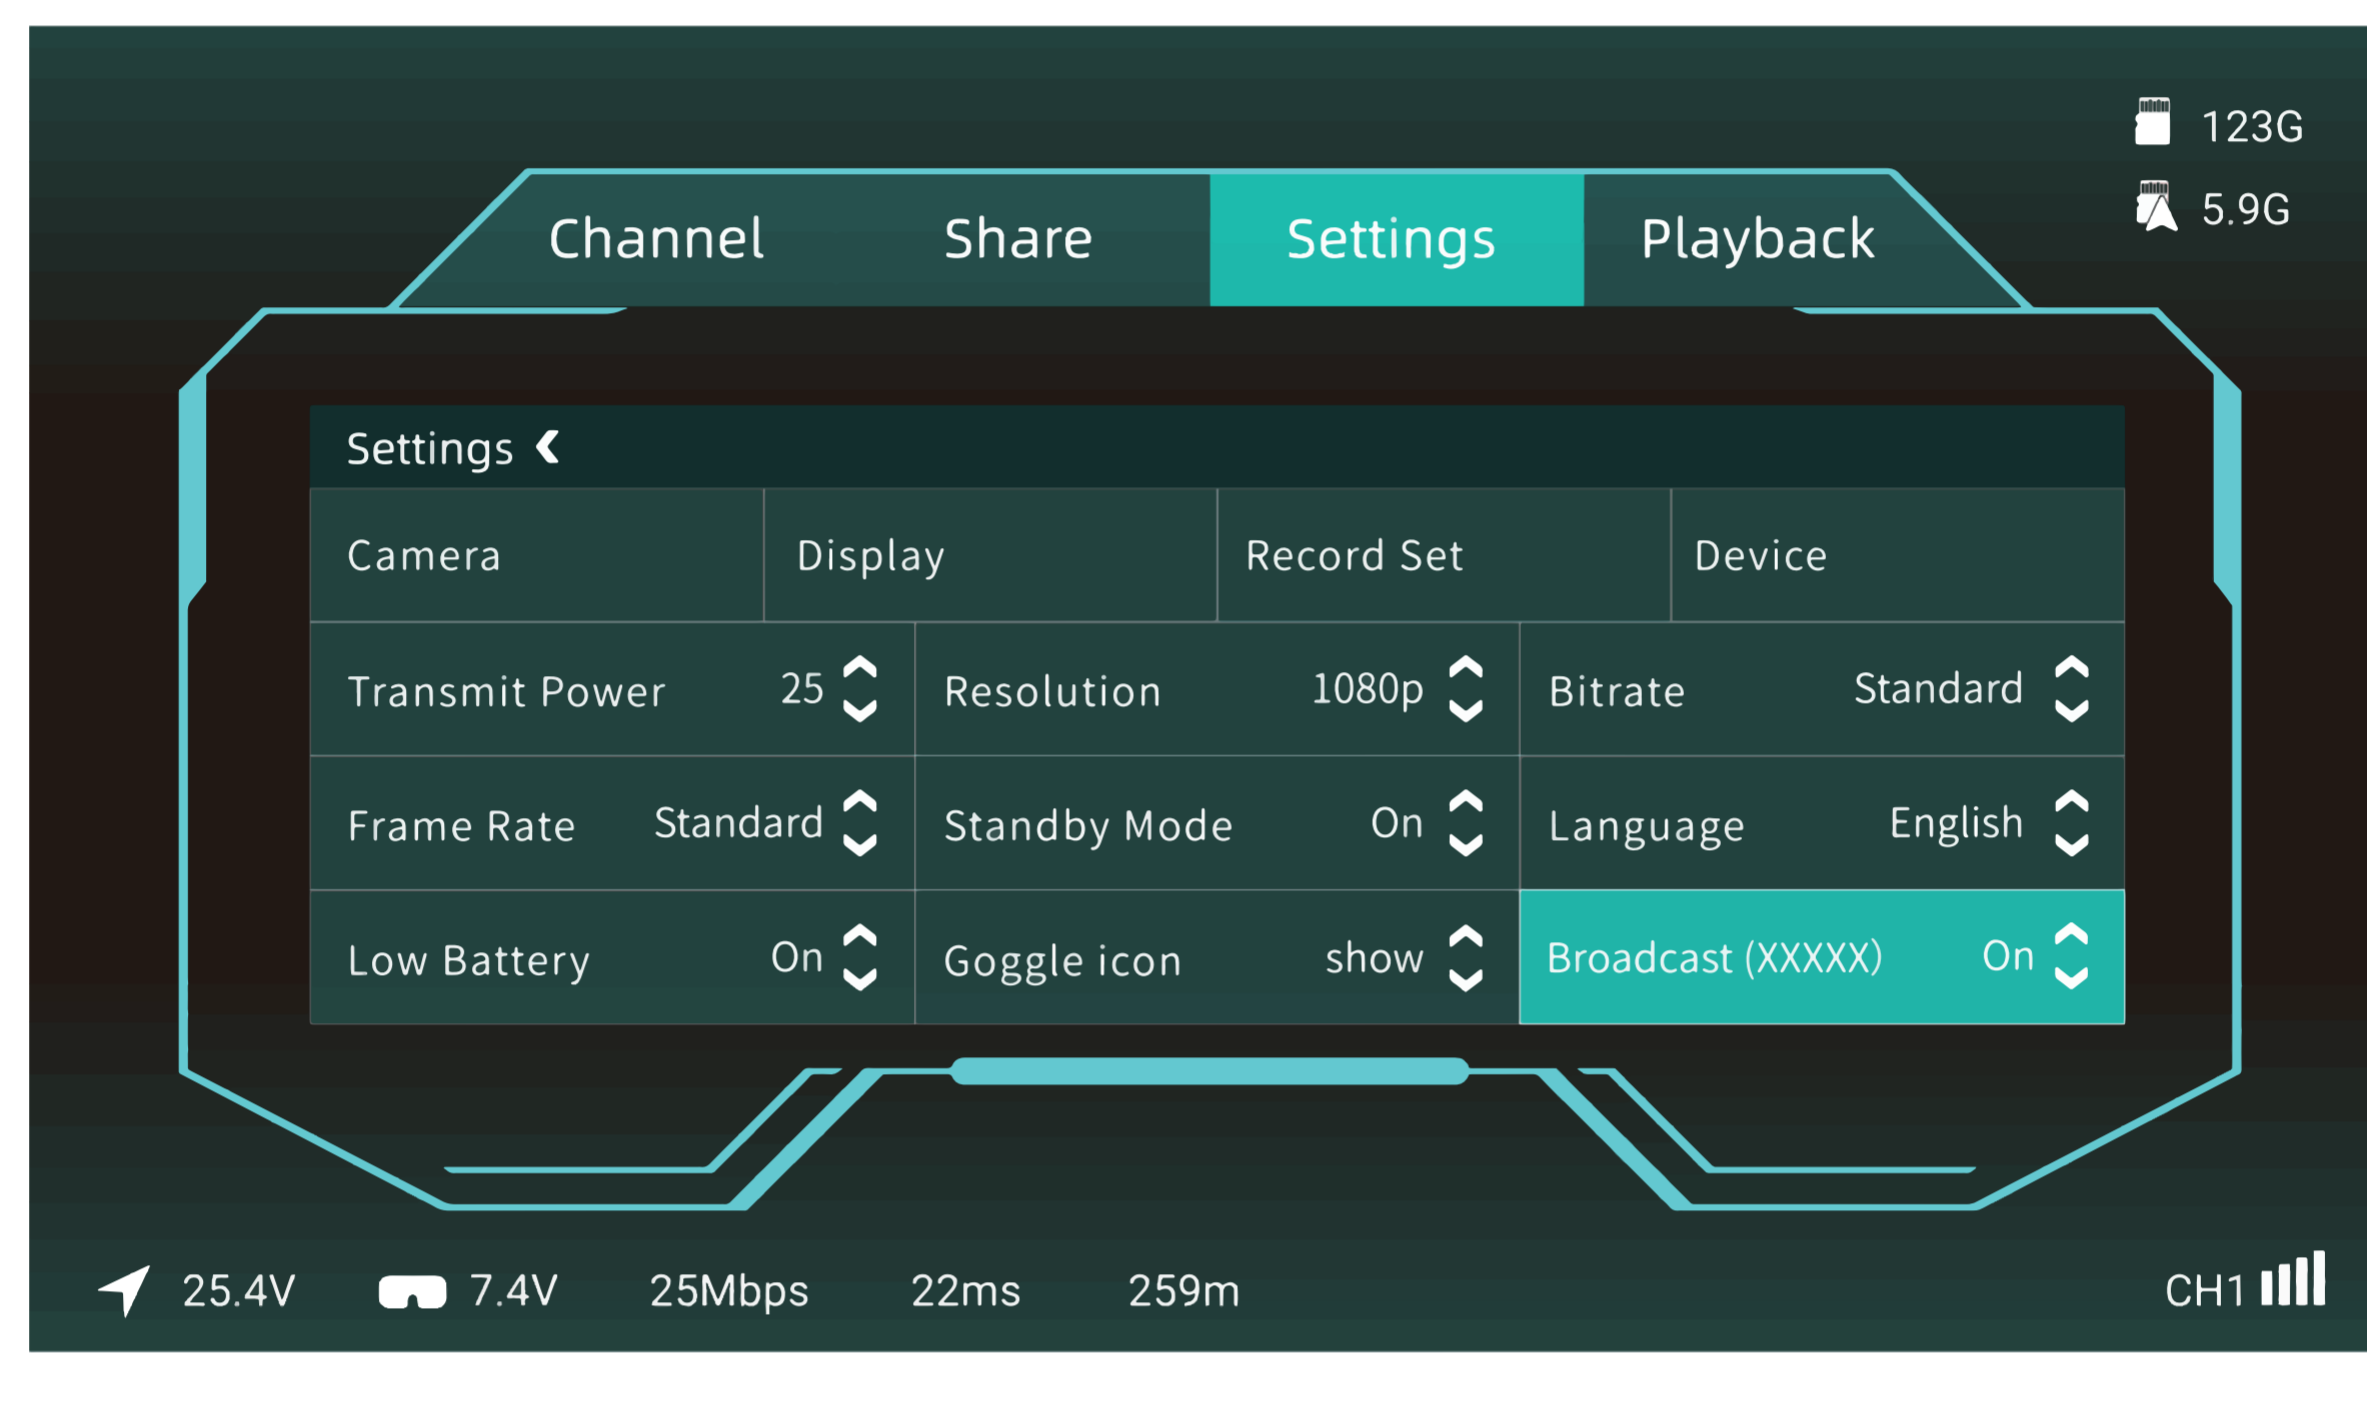 123G
5.9G
Channel Share Settings Playback
Settings
Camera Display Record Set Device
Transmit Power 25 Resolution 1080p Bitrate Standard
Frame Rate Standard Standby Mode On Language English
Low Battery On Goggle icon show Broadcast (XXXXX) On
25.4V 7.4V 25Mbps 22ms 259m CH1